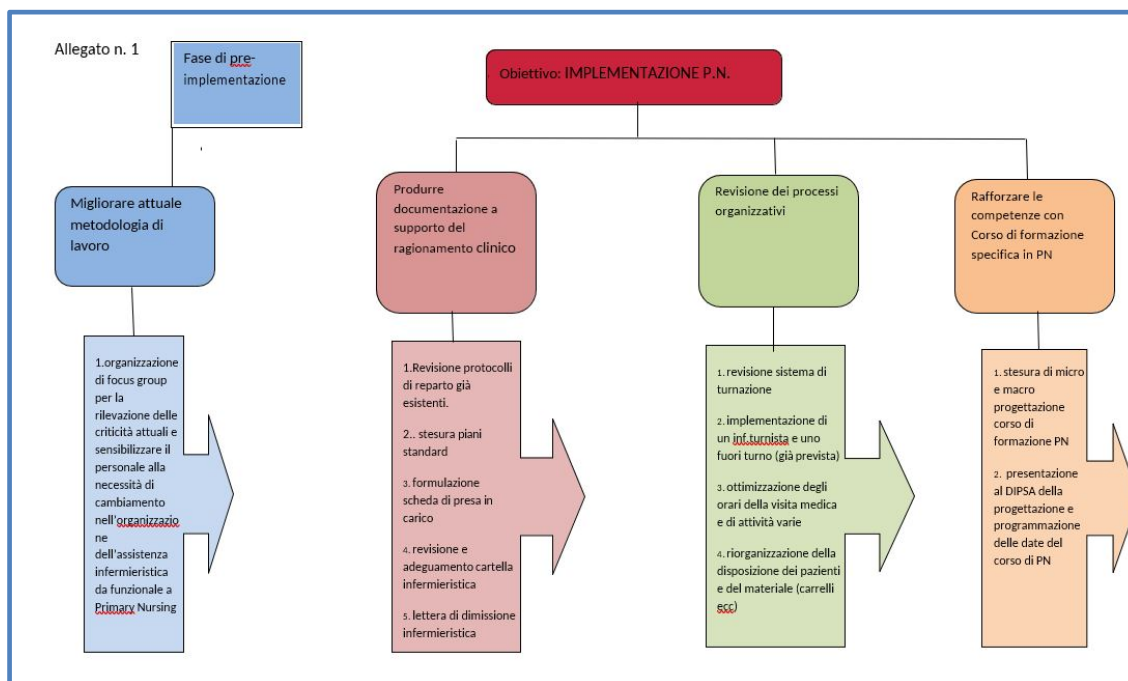 Allegato n. 1
Fase di pre-
implementazione
Obiettivo: IMPLEMENTAZIONE P.N.
Migliorare attuale
metodologia di
lavoro
Produrre
documentazione a
supporto del
ragionamento clinico
Revisione dei processi
organizzativi
Rafforzare le
competenze con
Corso di formazione
specifica in PN
1.organizzazione
di focus group
per la
rilevazione delle
criticità attuali e
sensibilizzare il
personale alla
necessità di
cambiamento
nell'organizzazio
ne
dell'assistenza
infermieristica
da funzionale a
Primary Nursing
1.Revisione protocolli
di reparto già
esistenti.
2.. stesura piani
standard
3. formulazione
scheda di presa in
carico
4. revisione e
adeguamento cartella
infermieristica
5. lettera di dimissione
infermieristica
1. revisione sistema di
turnazione
2. implementazione di
un inf.turnista e uno
fuori turno (già prevista)
3. ottimizzazione degli
orari della visita medica
e di attività varie
4. riorganizzazione della
disposizione dei pazienti
e del materiale (carrelli
ecc)
1. stesura di micro
e macro
progettazione
corso di
formazione PN
2. presentazione
al DIPSA della
progettazione e
programmazione
delle date del
corso di PN